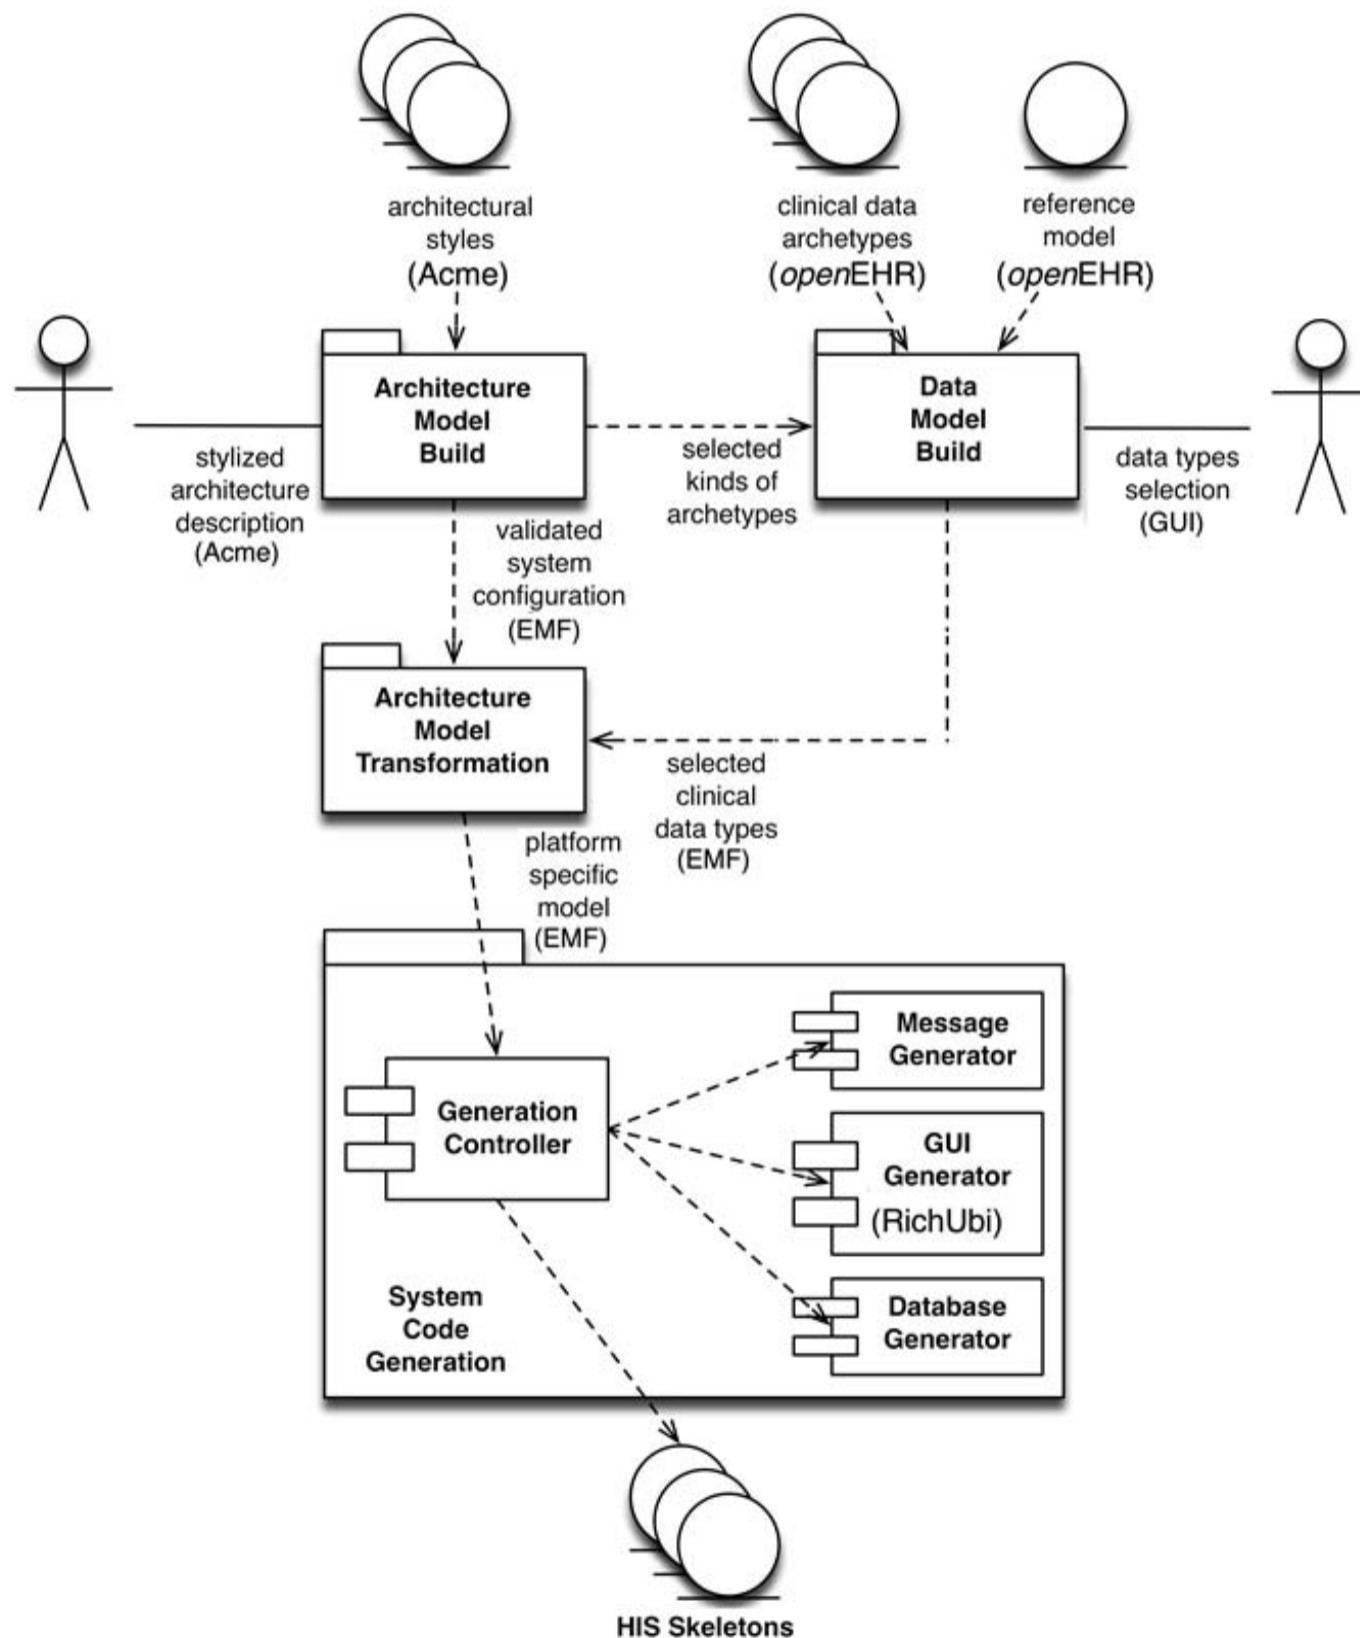 architectural
styles
(Acme)
clinical data
archetypes
(openEHR)
reference
model
(openEHR)
Architecture
Model
Build
Data
Model
Build
stylized
architecture
description
(Acme)
selected
kinds of
archetypes
data types
selection
(GUI)
validated
system
configuration
(EMF)
Architecture
Model
Transformation
selected
clinical
data types
(EMF)
platform
specific
model
(EMF)
Message
Generator
Generation
Controller
GUI
Generator
(RichUbi)
System
Code
Generation
Database
Generator
HIS Skeletons